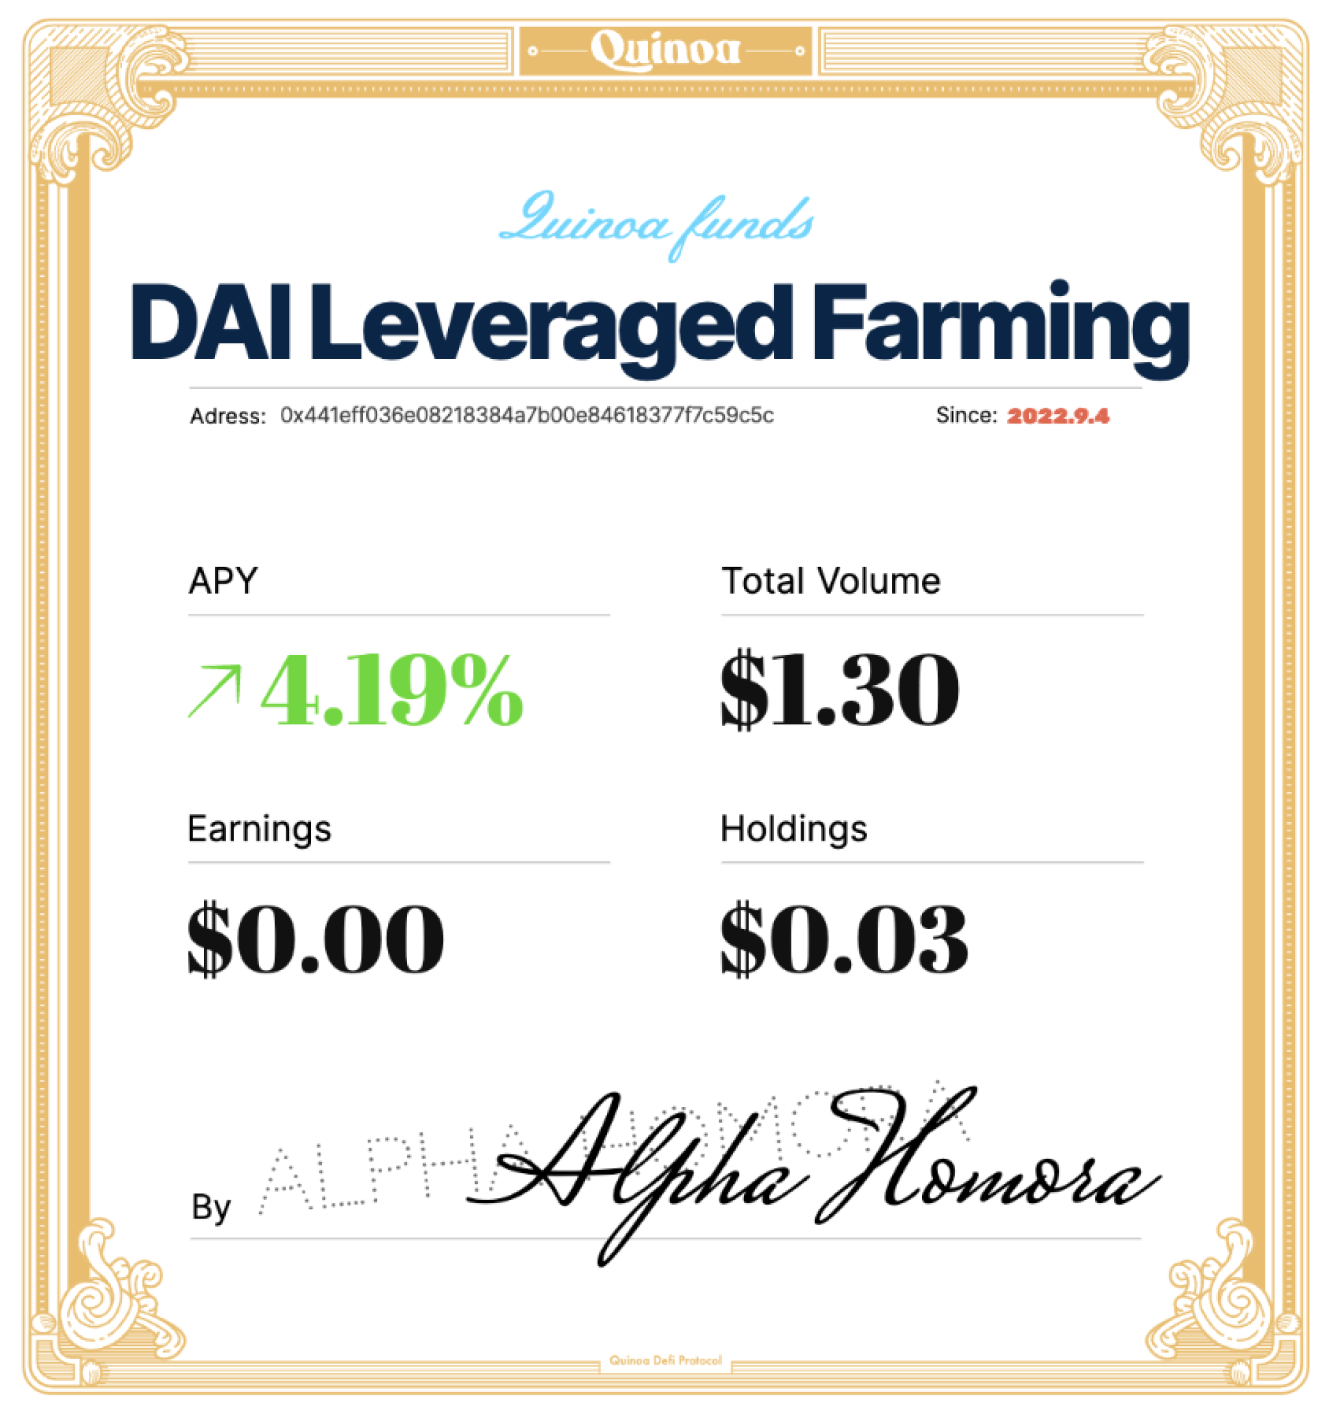 Quinoa
Quinoa funds
DAI Leveraged Farming
Adress: 0x441eff036e08218384a7b00e84618377f7c59c5c Since: 2022.9.4
APY Total Volume
4.19% $1.30
Earnings Holdings
$0.00 $0.03
ALPHA HOMORA
By Alpha Homora
Quinoa Defi Protocol